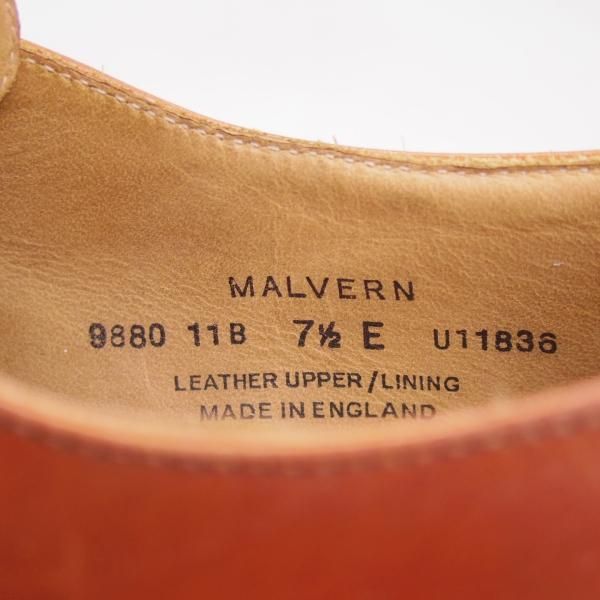 MALVERN
9880 11B 7½ E U11836
LEATHER UPPER/LINING
MADE IN ENGLAND